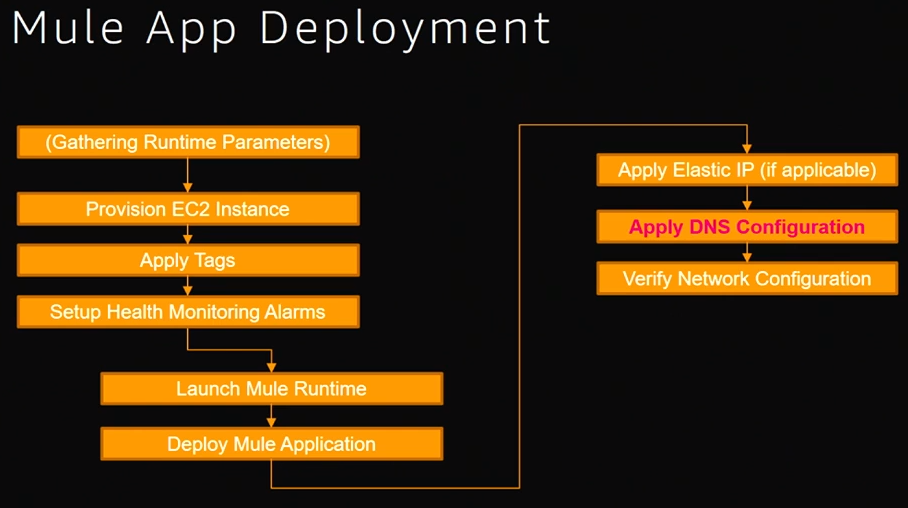 Mule App Deployment
(Gathering Runtime Parameters)
Provision EC2 Instance
Apply Tags
Setup Health Monitoring Alarms
Launch Mule Runtime
Deploy Mule Application
Apply Elastic IP (if applicable)
Apply DNS Configuration
Verify Network Configuration